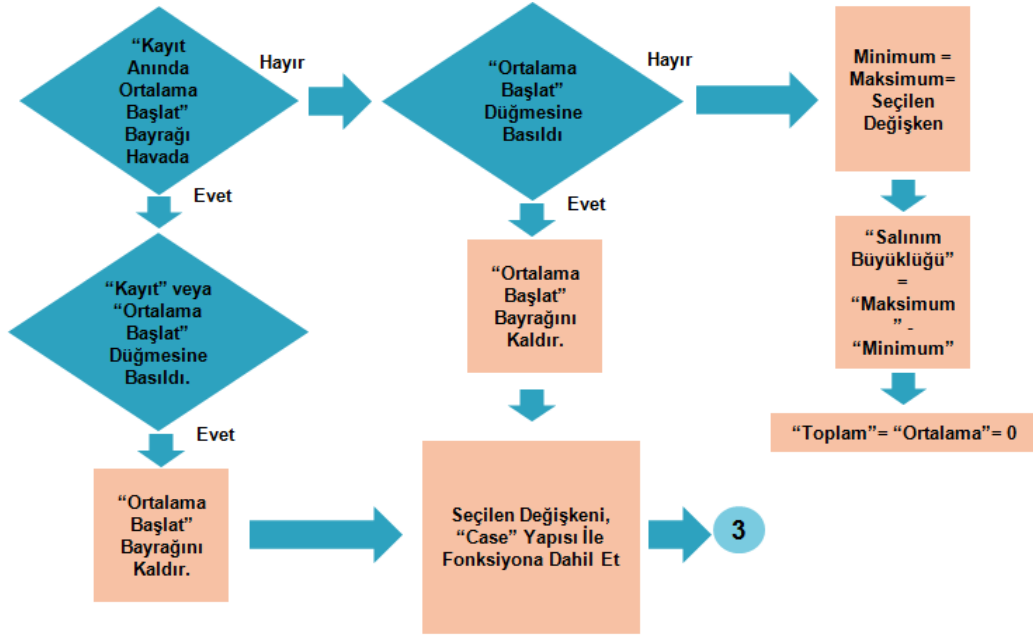 “Kayıt
Anında
Ortalama
Başlat”
Bayrağı
Havada
Hayır
“Ortalama
Başlat”
Düğmesine
Basıldı
Hayır
Minimum =
Maksimum=
Seçilen
Değişken
Evet
Evet
“Kayıt” veya
“Ortalama
Başlat”
Düğmesine
Basıldı.
“Ortalama
Başlat”
Bayrağını
Kaldır.
“Salınım
Büyüklüğü”
=
“Maksimum
” -
“Minimum”
Evet
“Toplam”= “Ortalama”= 0
“Ortalama
Başlat”
Bayrağını
Kaldır.
Seçilen Değişkeni,
“Case” Yapısı İle
Fonksiyona Dahil Et
3